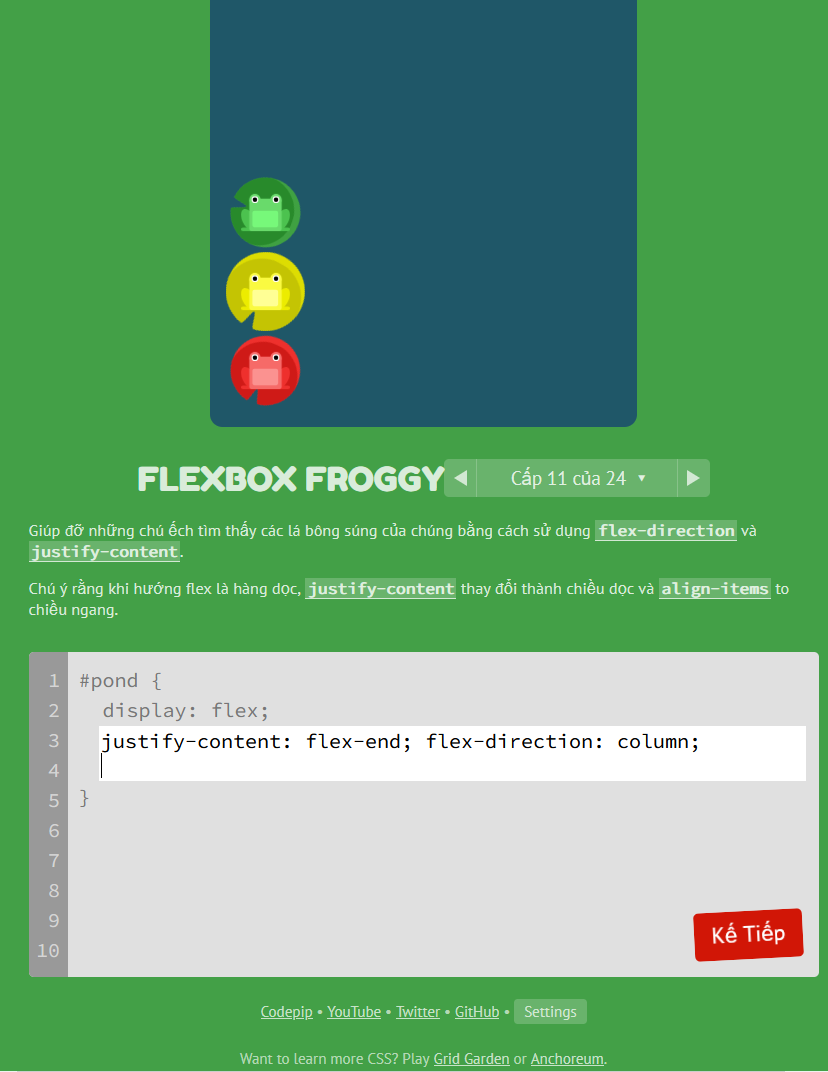 FLEXBOX FROGGY ◀ Cấp 11 của 24 ▼ ▶
Giúp đỡ những chú ếch tìm thấy các lá bông súng của chúng bằng cách sử dụng flex-direction và
justify-content.
Chú ý rằng khi hướng flex là hàng dọc, justify-content thay đổi thành chiều dọc và align-items to
chiều ngang.
1 #pond {
2 display: flex;
3 justify-content: flex-end; flex-direction: column;
4
5 }
6
7
8
9
10
Kế Tiếp
Codepip • YouTube • Twitter • GitHub • Settings
Want to learn more CSS? Play Grid Garden or Anchoreum.